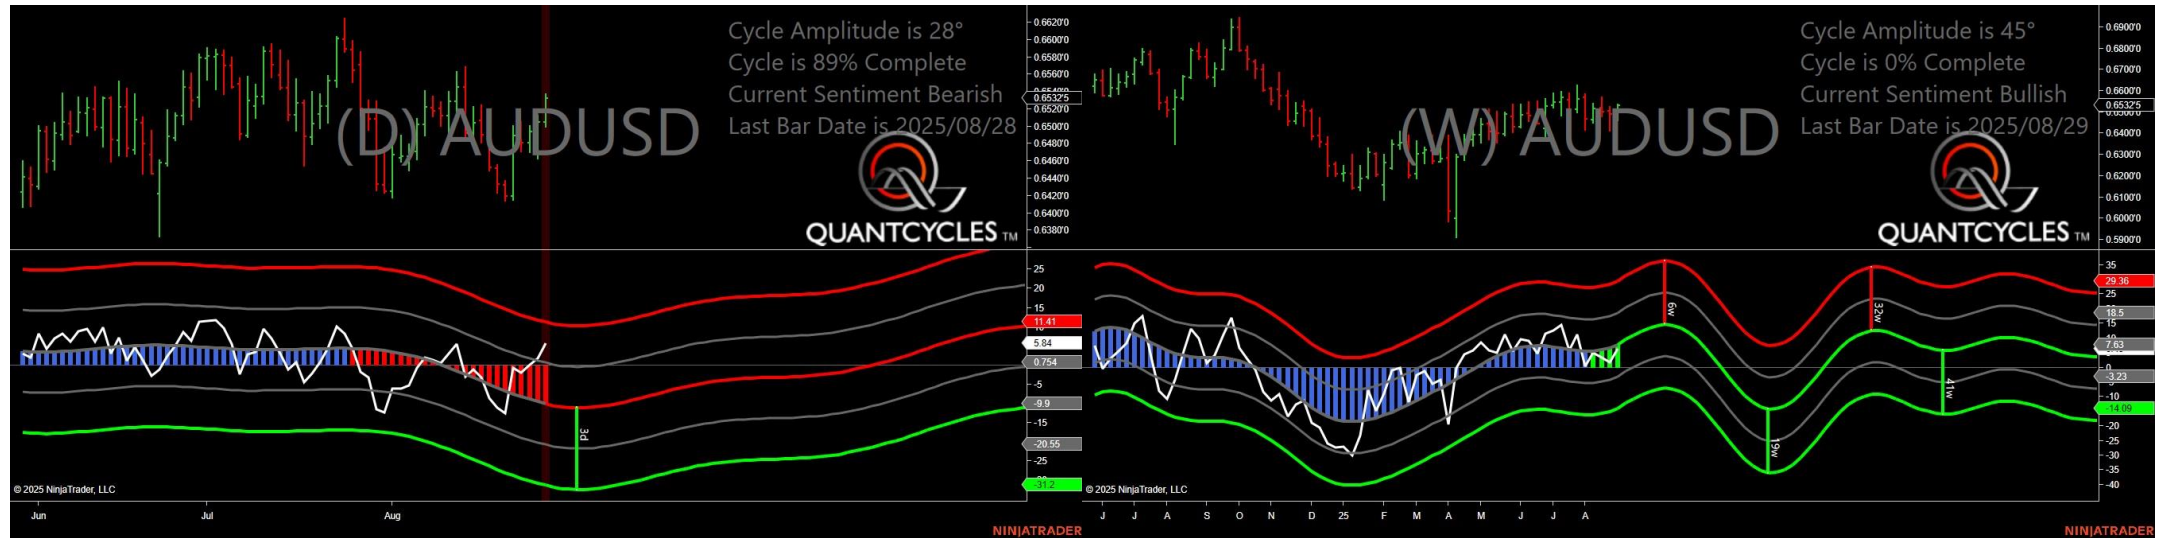 Cycle Amplitude is 28°
Cycle is 89% Complete
Current Sentiment Bearish
Last Bar Date is 2025/08/28
(D) AUDUSD
QUANTCYCLES TM
0.6620'0
0.6600'0
0.6580'0
0.6560'0
0.6532'5
0.6520'0
0.6500'0
0.6480'0
0.6460'0
0.6440'0
0.6420'0
0.6400'0
0.6380'0
25
20
15
11.41
5.84
0.754
-5
-9.9
-15
-20.55
-25
-31.2
3d
© 2025 NinjaTrader, LLC
Jun Jul Aug
NINJATRADER
Cycle Amplitude is 45°
Cycle is 0% Complete
Current Sentiment Bullish
Last Bar Date is 2025/08/29
(W) AUDUSD
QUANTCYCLES TM
0.6900'0
0.6800'0
0.6700'0
0.6600'0
0.6532'5
0.6400'0
0.6300'0
0.6200'0
0.6100'0
0.6000'0
0.5900'0
35
29.36
25
18.5
15
7.63
0
-3.23
-10
-14.09
-20
-25
-30
-35
-40
6w
19w
32w
41w
© 2025 NinjaTrader, LLC
J J A S O N D 25 F M A M J J A
NINJATRADER